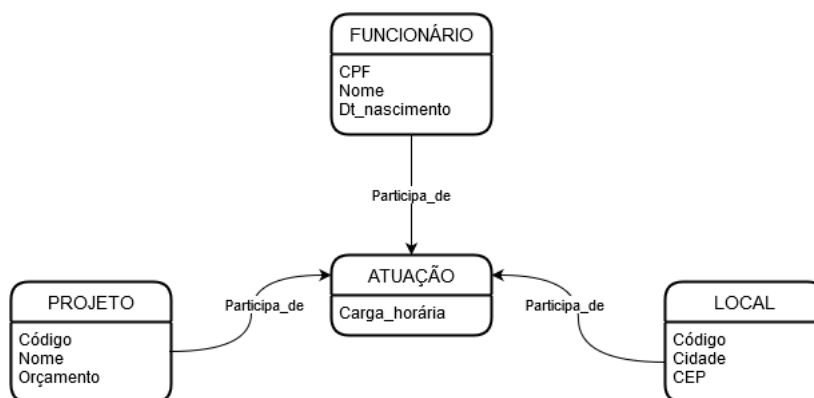 FUNCIONÁRIO
CPF
Nome
Dt_nascimento
Participa_de
ATUAÇÃO
Carga_horária
PROJETO
Código
Nome
Orçamento
Participa_de
Participa_de
LOCAL
Código
Cidade
CEP